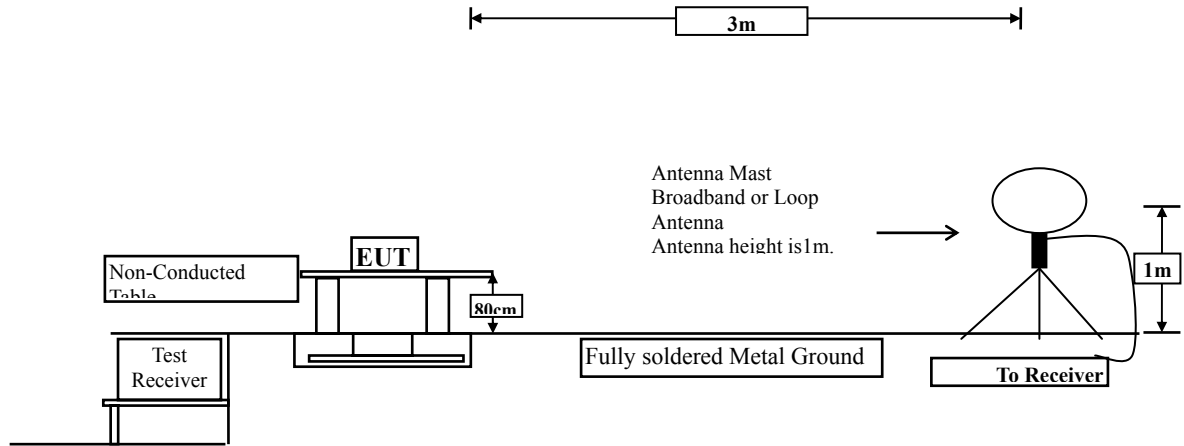 3m
Antenna Mast
Broadband or Loop
Antenna
Antenna height is1m.
EUT
Non-Conducted
Table
80cm
1m
Test
Receiver
Fully soldered Metal Ground
To Receiver